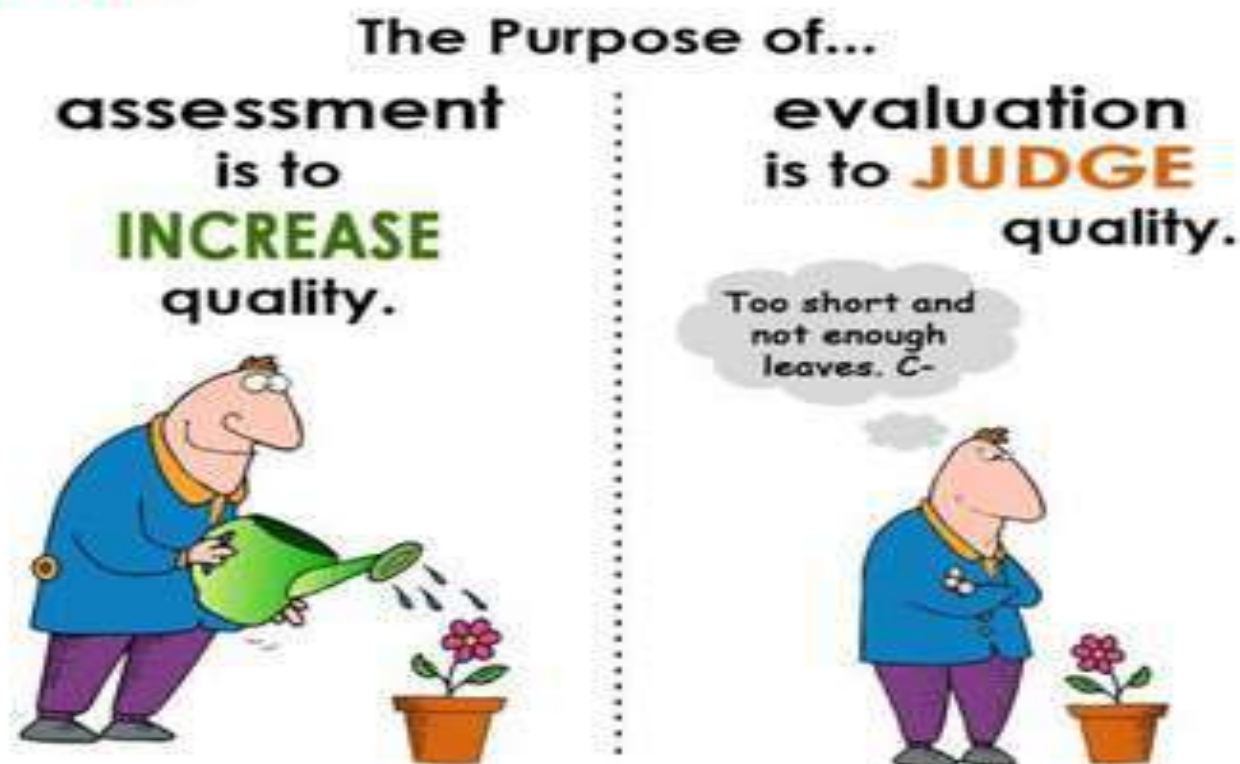 The Purpose of...
assessment
is to
INCREASE
quality.
evaluation
is to JUDGE
quality.
Too short and
not enough
leaves. C-